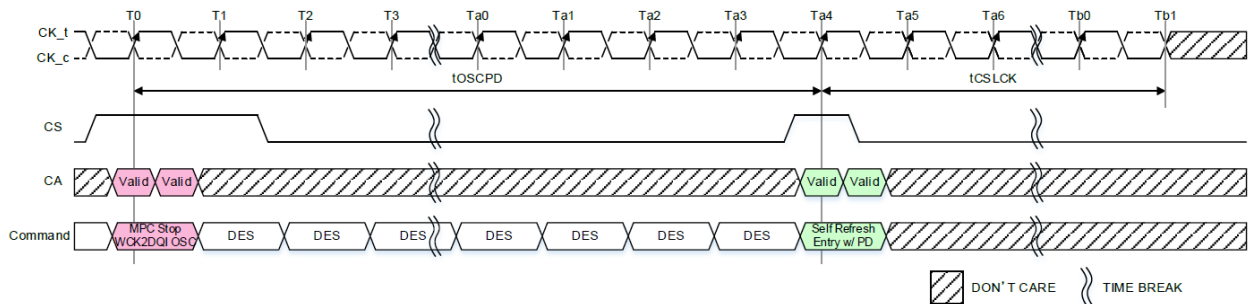 T0 T1 T2 T3 Ta0 Ta1 Ta2 Ta3 Ta4 Ta5 Ta6 Tb0 Tb1
CK_t
CK_c
tOSCPD tCSLCK
CS
CA Valid Valid Valid Valid
Command MPC Stop WCK2DQI OSC DES DES DES DES DES DES DES Self Refresh Entry w/ PD
DON'T CARE TIME BREAK